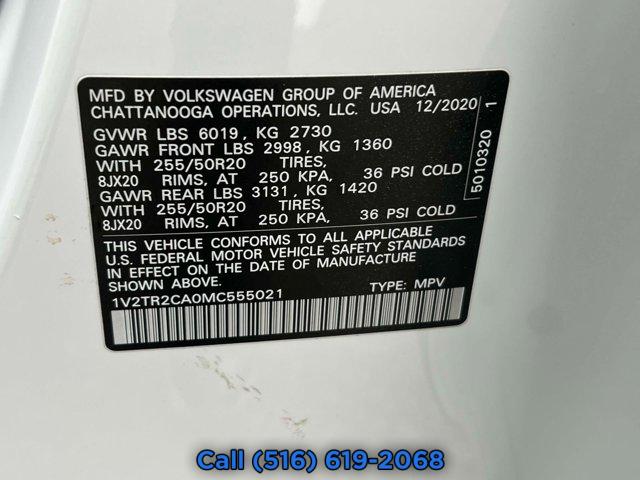 MFD BY VOLKSWAGEN GROUP OF AMERICA
CHATTANOOGA OPERATIONS, LLC. USA 12/2020
GVWR LBS 6019, KG 2730
GAWR FRONT LBS 2998, KG 1360
WITH 255/50R20 TIRES,
8JX20 RIMS, AT 250 KPA, 36 PSI COLD
GAWR REAR LBS 3131, KG 1420
WITH 255/50R20 TIRES,
8JX20 RIMS, AT 250 KPA, 36 PSI COLD
THIS VEHICLE CONFORMS TO ALL APPLICABLE
U.S. FEDERAL MOTOR VEHICLE SAFETY STANDARDS
IN EFFECT ON THE DATE OF MANUFACTURE
SHOWN ABOVE.
1V2TR2CA0MC555021 TYPE: MPV
5010320 1
Call (516) 619-2068